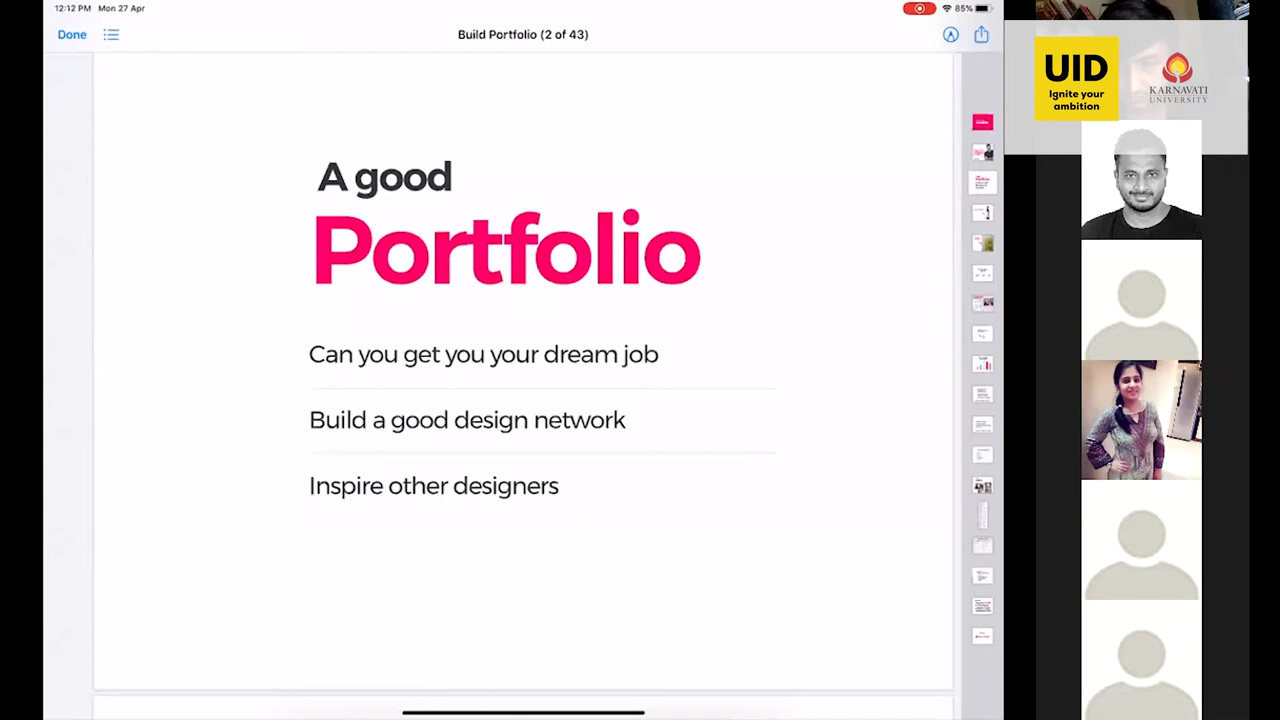 12:12 PM Mon 27 Apr
85%
Done
Build Portfolio (2 of 43)
UID
Ignite your
ambition
KARNAVATI
UNIVERSITY
A good
Portfolio
Can you get you your dream job
Build a good design network
Inspire other designers